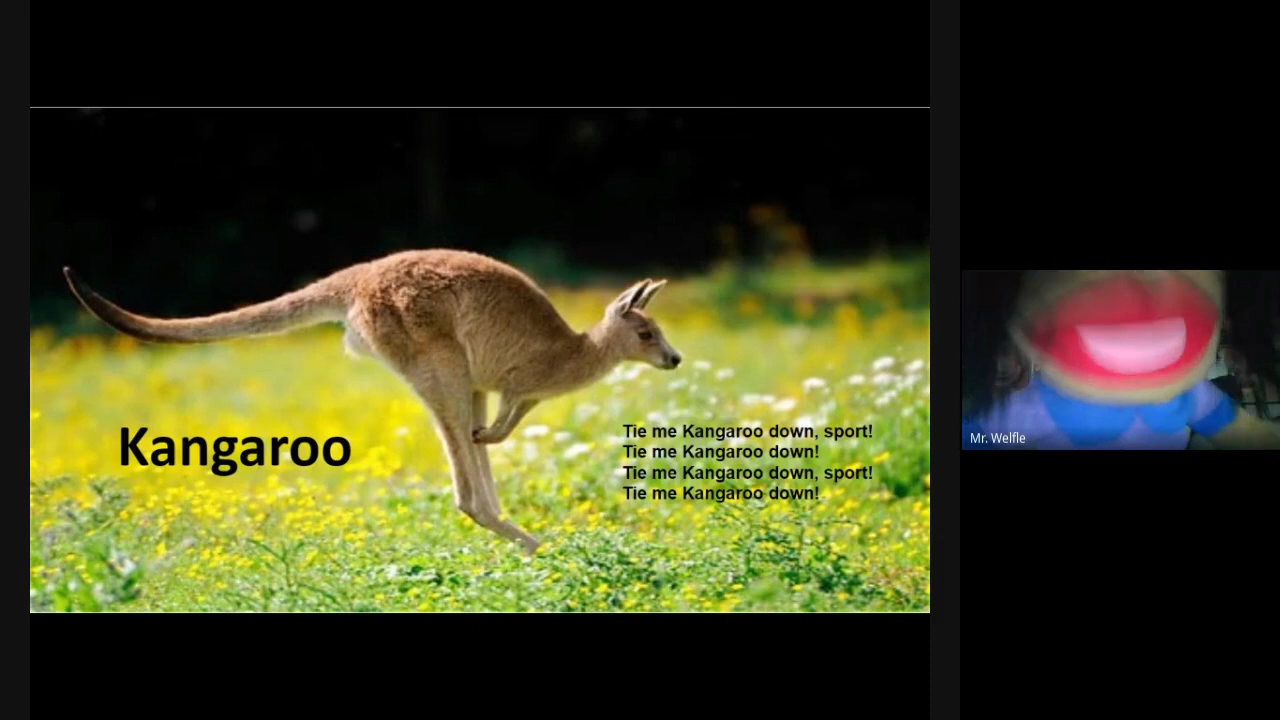 Kangaroo
Tie me Kangaroo down, sport!
Tie me Kangaroo down!
Tie me Kangaroo down, sport!
Tie me Kangaroo down!
Mr. Welfle